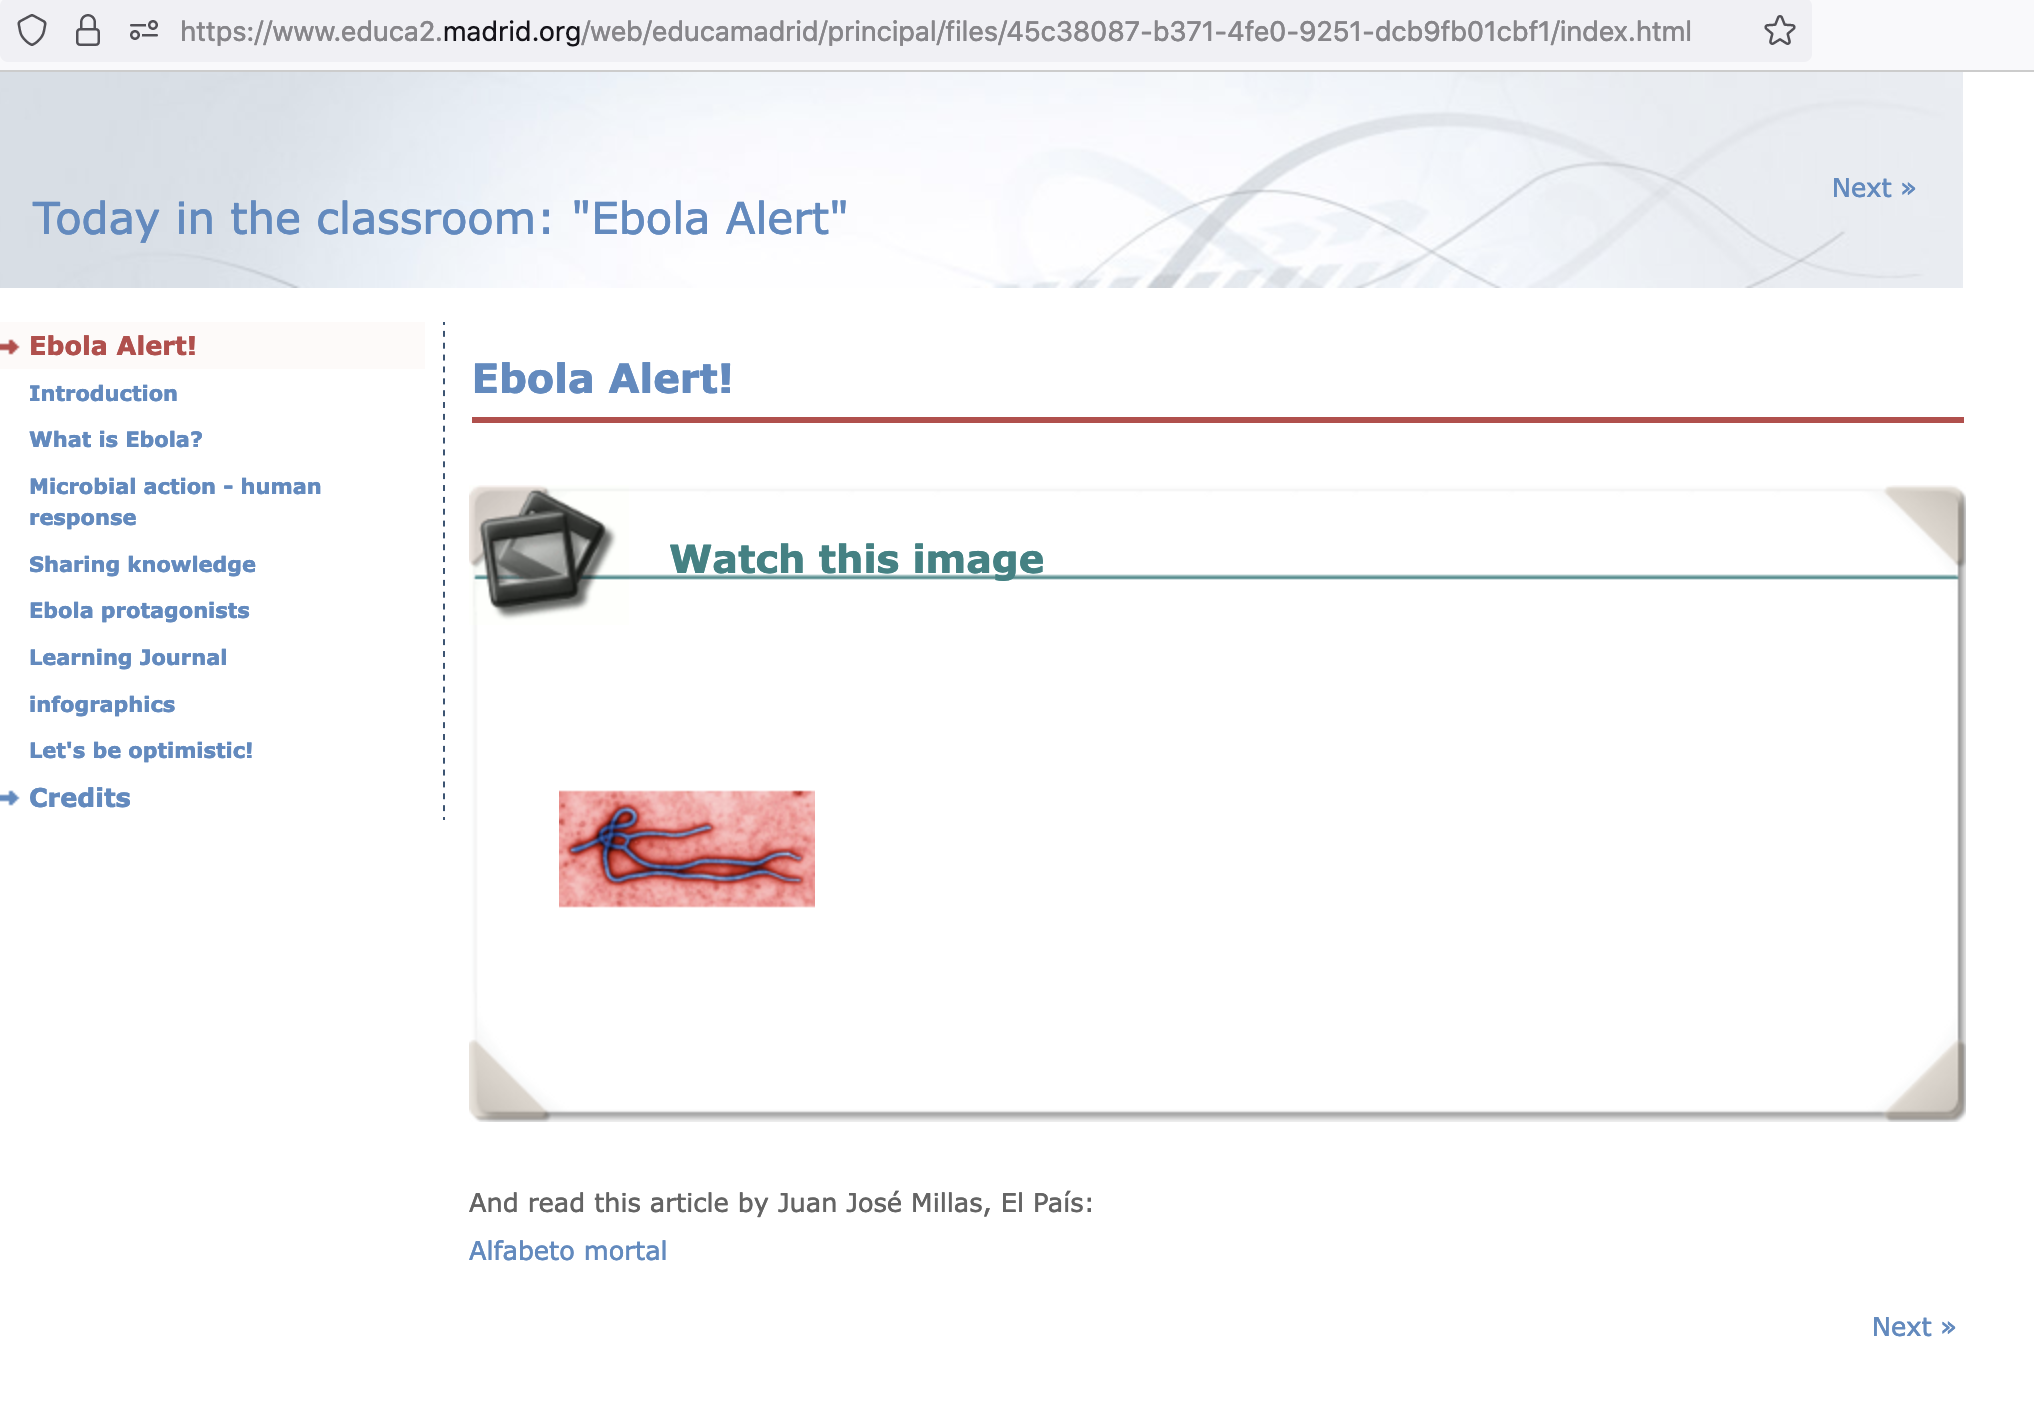 https://www.educa2.madrid.org/web/educamadrid/principal/files/45c38087-b371-4fe0-9251-dcb9fb01cbf1/index.html
Next »
Today in the classroom: "Ebola Alert"
Ebola Alert!
Introduction
What is Ebola?
Microbial action - human
response
Sharing knowledge
Ebola protagonists
Learning Journal
infographics
Let's be optimistic!
Credits
Ebola Alert!
Watch this image
And read this article by Juan José Millas, El País:
Alfabeto mortal
Next »